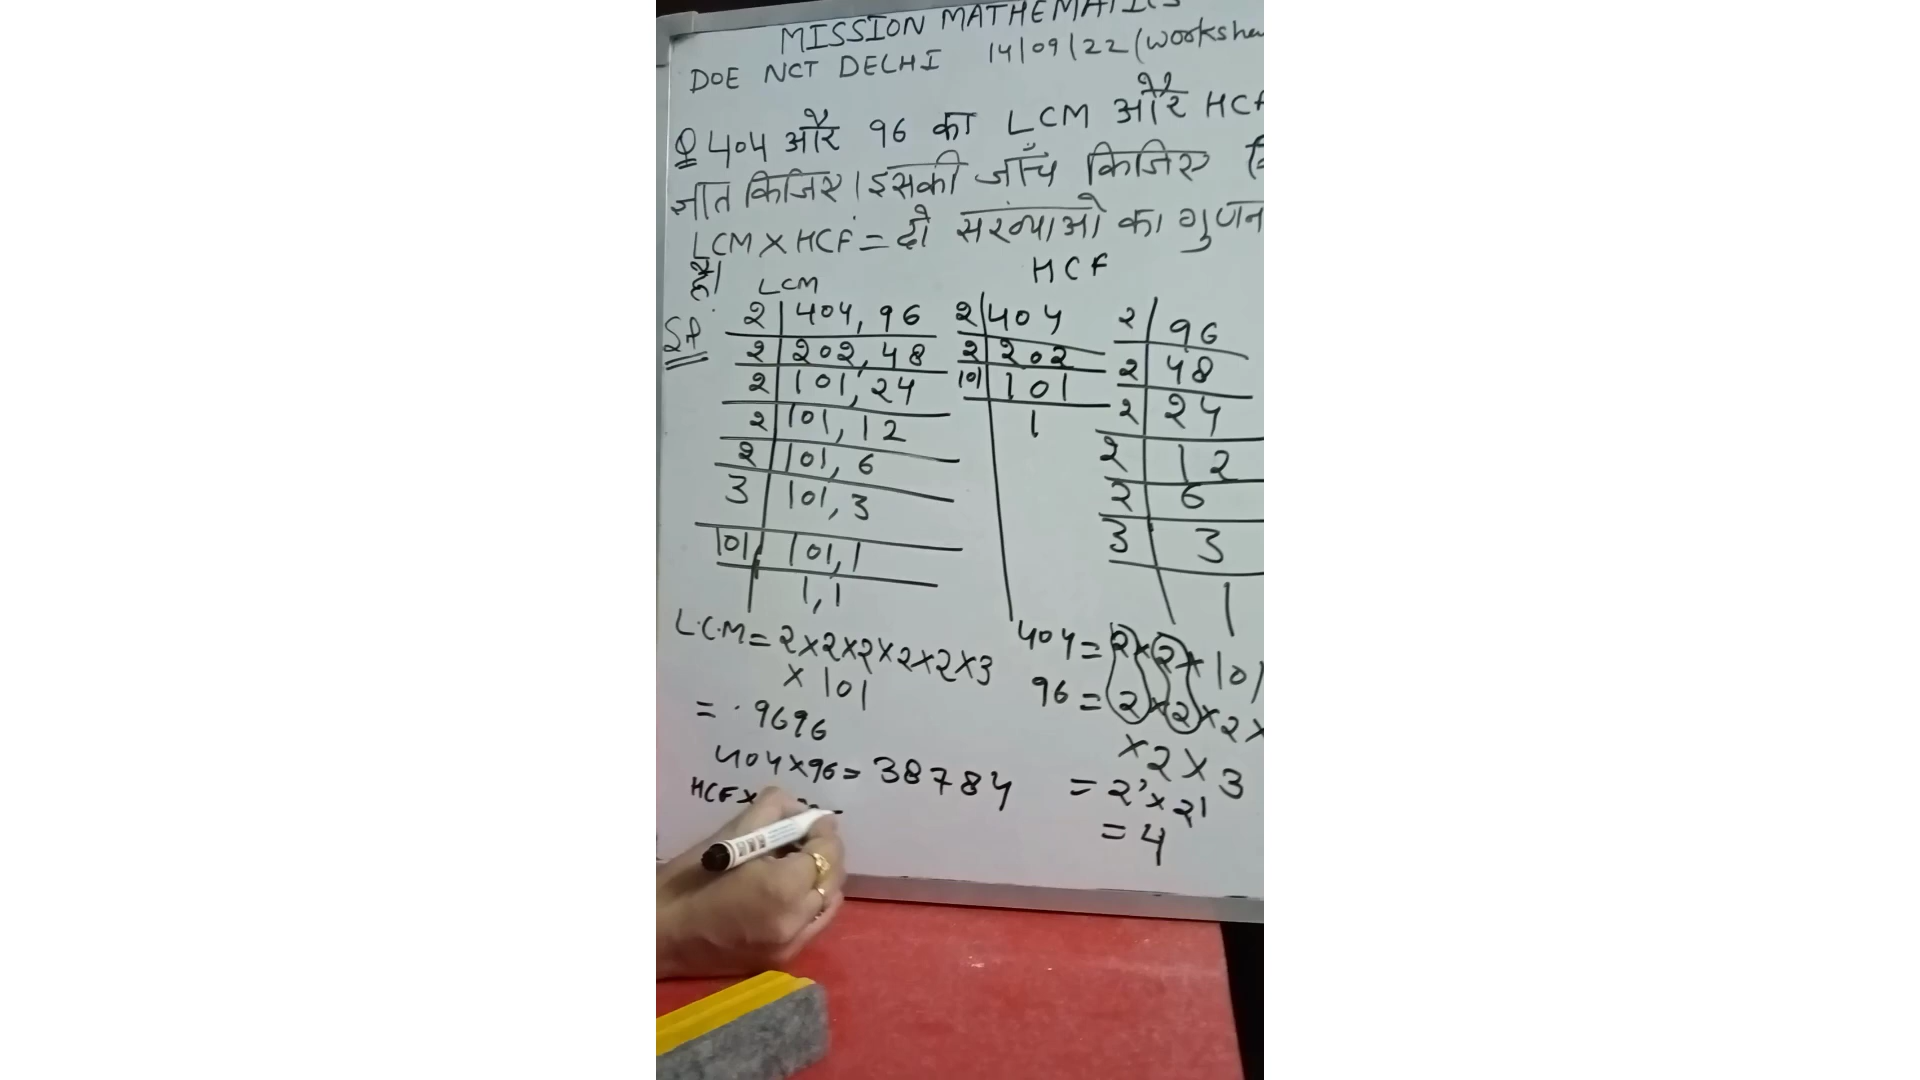 MISSION MATHEMATICS
DOE NCT DELHI 14/09/22 (Workshe
Q 404 और 96 का LCM और HCF
ज्ञात किजिए। इसकी जाँच किजिए कि
LCM × HCF = दो संख्याओ का गुणन
है।
LCM
HCF
Sol
2 | 404, 96
2 | 202, 48
2 | 101, 24
2 | 101, 12
2 | 101, 6
3 | 101, 3
101 | 101, 1
1, 1
2 | 404
2 | 202
101 | 101
1
2 | 96
2 | 48
2 | 24
2 | 12
2 | 6
3 | 3
1
L.C.M = 2×2×2×2×2×3
× 101
= 9696
404×96 = 38784
HCF×
404 = 2×2×101
96 = 2×2×2×
×2×3
= 2¹×2¹
= 4